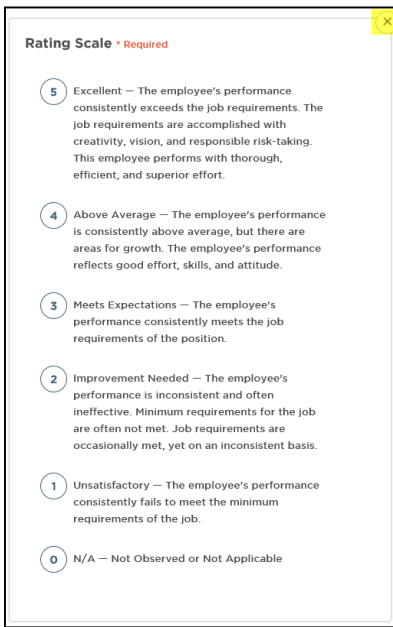 ×
Rating Scale * Required
5 Excellent — The employee's performance
consistently exceeds the job requirements. The
job requirements are accomplished with
creativity, vision, and responsible risk-taking.
This employee performs with thorough,
efficient, and superior effort.
4 Above Average — The employee's performance
is consistently above average, but there are
areas for growth. The employee's performance
reflects good effort, skills, and attitude.
3 Meets Expectations — The employee's
performance consistently meets the job
requirements of the position.
2 Improvement Needed — The employee's
performance is inconsistent and often
ineffective. Minimum requirements for the job
are often not met. Job requirements are
occasionally met, yet on an inconsistent basis.
1 Unsatisfactory — The employee's performance
consistently fails to meet the minimum
requirements of the job.
0 N/A — Not Observed or Not Applicable